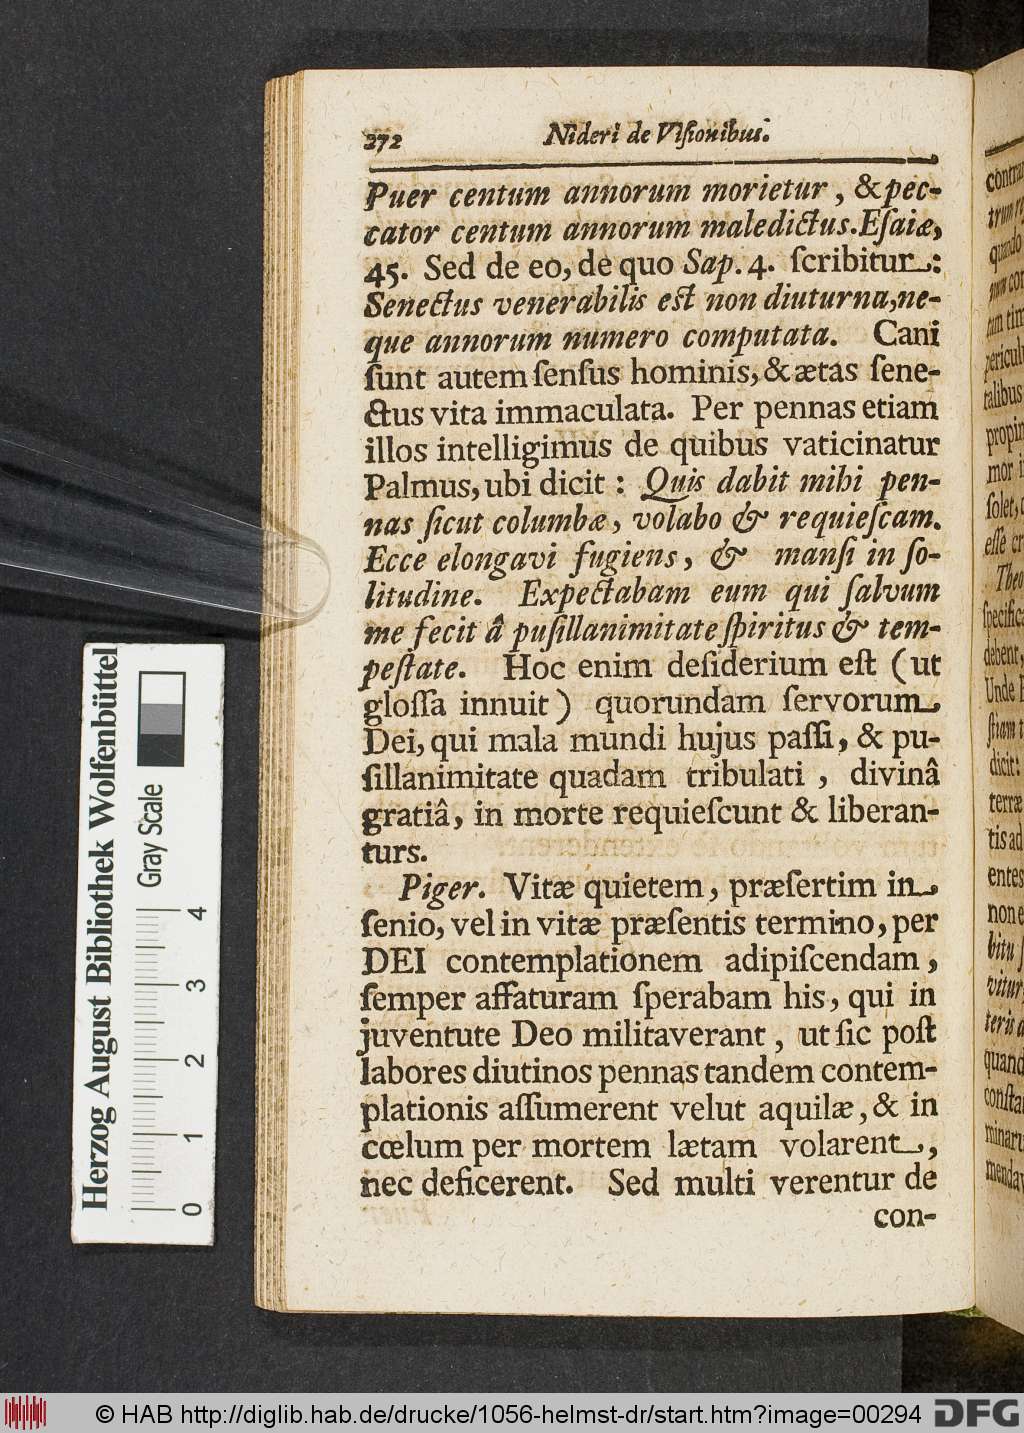 272 Nideri de Viſionibus.
Puer centum annorum morietur, & pec-
cator centum annorum maledictus. Eſaiæ,
45. Sed de eo, de quo Sap. 4. ſcribitur:
Senectus venerabilis est non diuturna, ne-
que annorum numero computata. Cani
ſunt autem ſenſus hominis, & ætas ſene-
ctus vita immaculata. Per pennas etiam
illos intelligimus de quibus vaticinatur
Palmus, ubi dicit : Quis dabit mihi pen-
nas ſicut columbæ, volabo & requieſcam.
Ecce elongavi fugiens, & manſi in ſo-
litudine. Expectabam eum qui ſalvum
me fecit â puſillanimitate ſpiritus & tem-
peſtate. Hoc enim deſiderium eſt (ut
gloſſa innuit) quorundam ſervorum
Dei, qui mala mundi hujus paſſi, & pu-
ſillanimitate quadam tribulati, divinâ
gratiâ, in morte requieſcunt & liberan-
turs.
Piger. Vitæ quietem, præſertim in
ſenio, vel in vitæ præſentis termino, per
DEI contemplationem adipiſcendam,
ſemper affaturam ſperabam his, qui in
juventute Deo militaverant, ut ſic poſt
labores diutinos pennas tandem contem-
plationis aſſumerent velut aquilæ, & in
cœlum per mortem lætam volarent,
nec deficerent. Sed multi verentur de
con-
Herzog August Bibliothek Wolfenbüttel
Gray Scale
0 1 2 3 4
© HAB http://diglib.hab.de/drucke/1056-helmst-dr/start.htm?image=00294
DFG